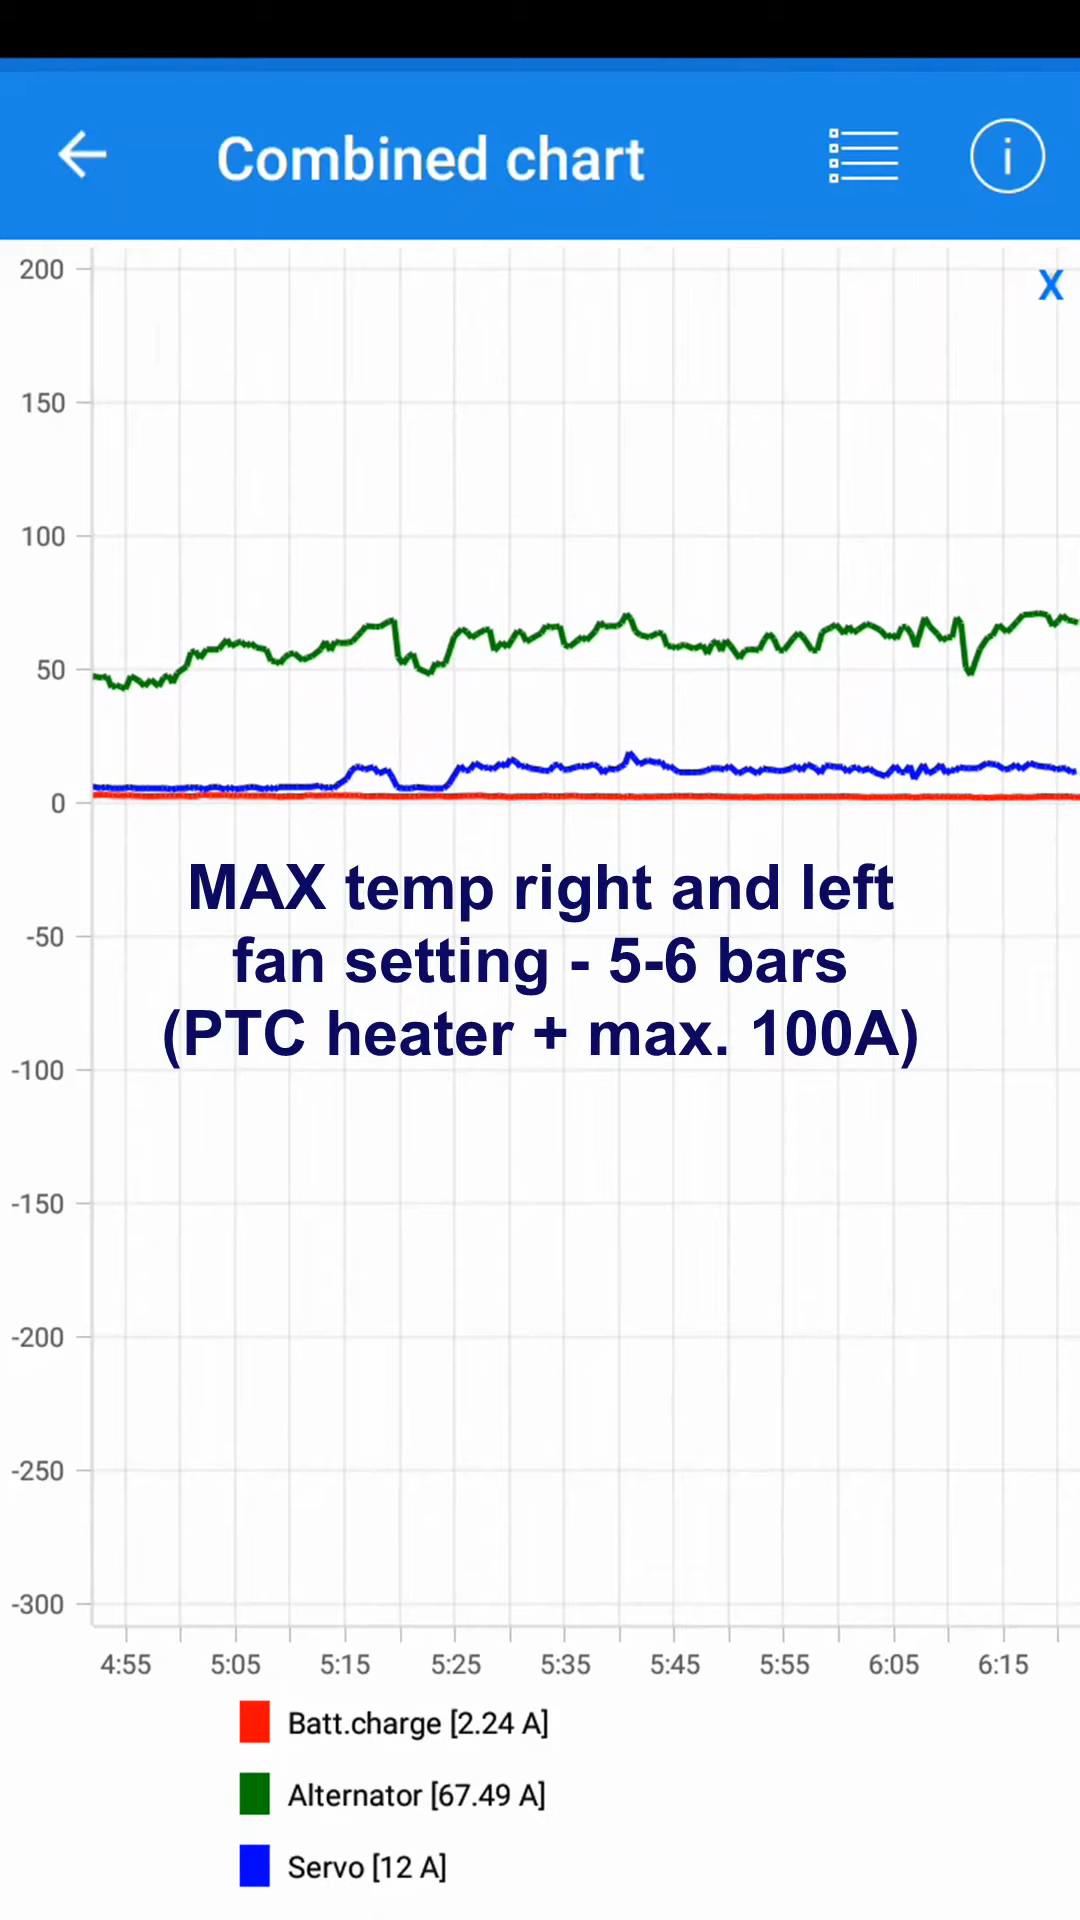 Combined chart
X
200
150
100
50
0
-50
-100
-150
-200
-250
-300
MAX temp right and left
fan setting - 5-6 bars
(PTC heater + max. 100A)
4:55 5:05 5:15 5:25 5:35 5:45 5:55 6:05 6:15
Batt.charge [2.24 A]
Alternator [67.49 A]
Servo [12 A]